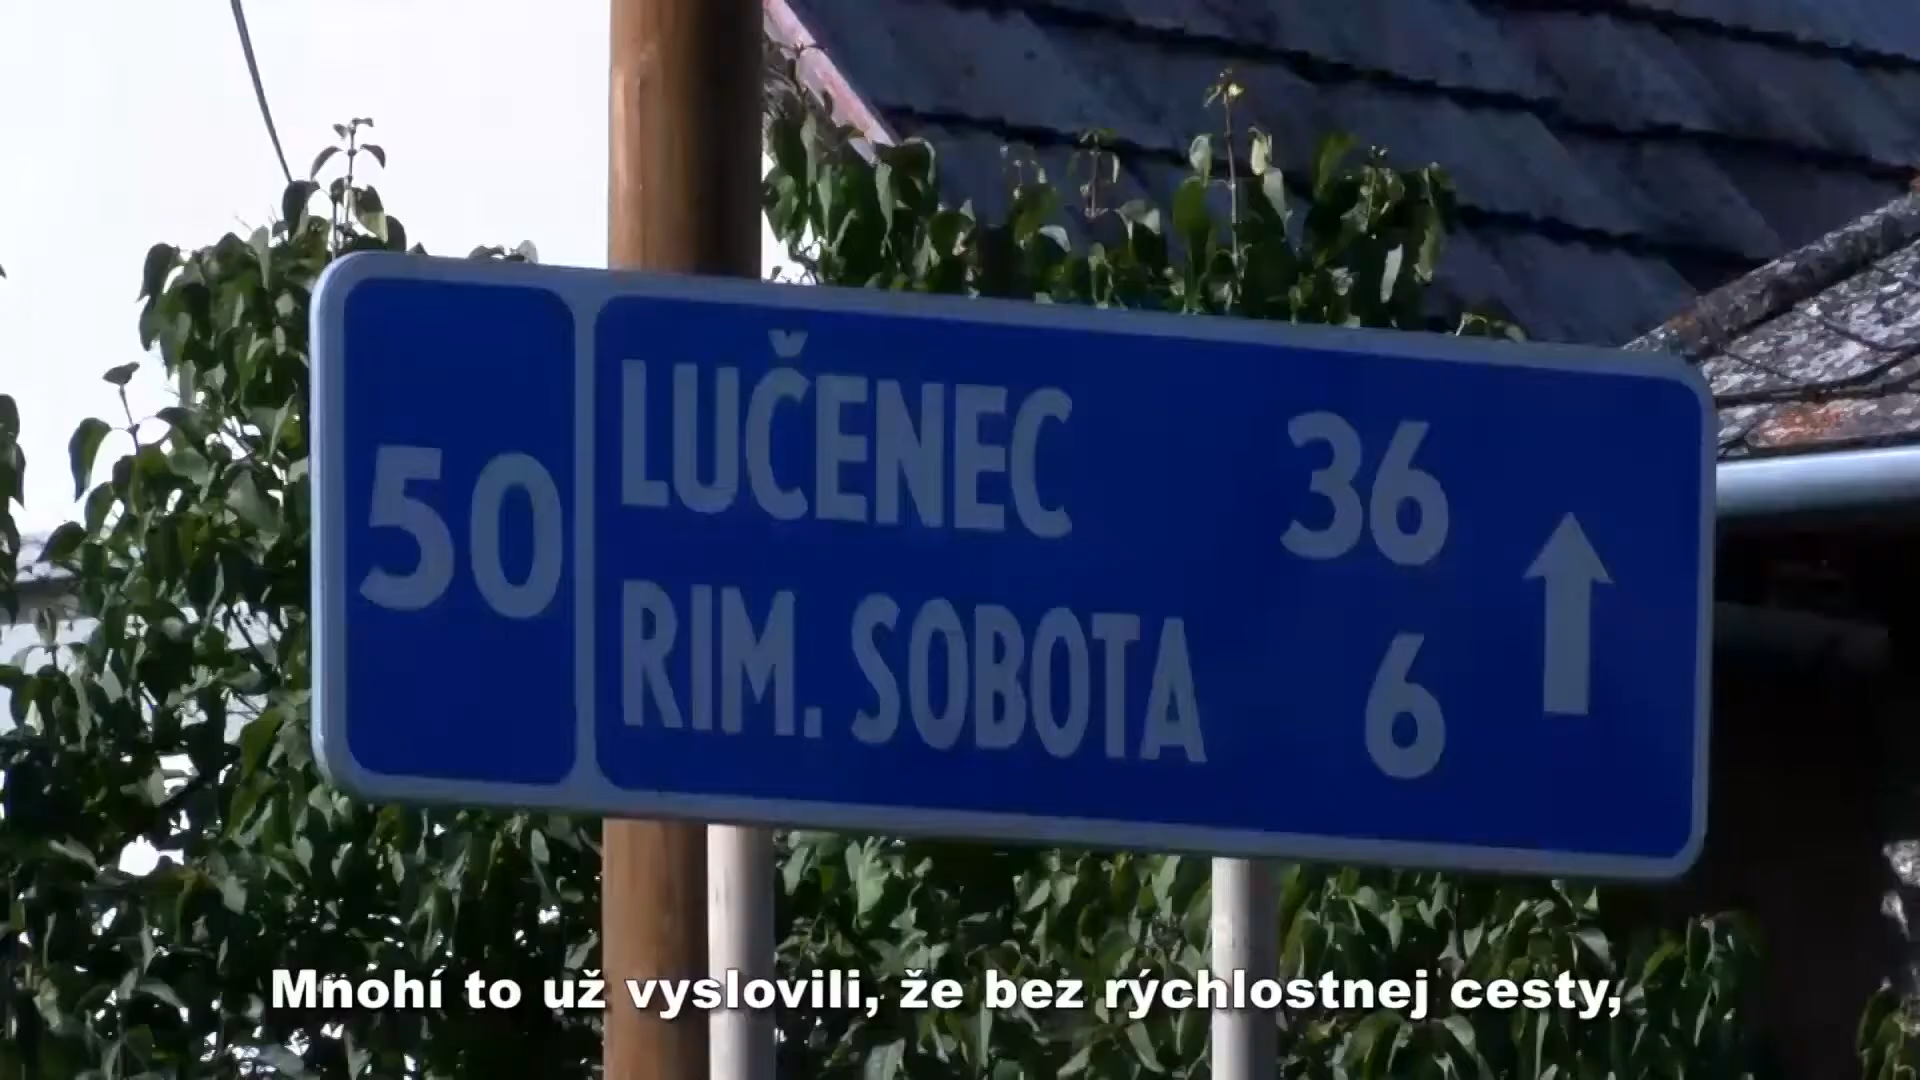 50
LUČENEC 36
RIM. SOBOTA 6
Mnohí to už vyslovili, že bez rýchlostnej cesty,